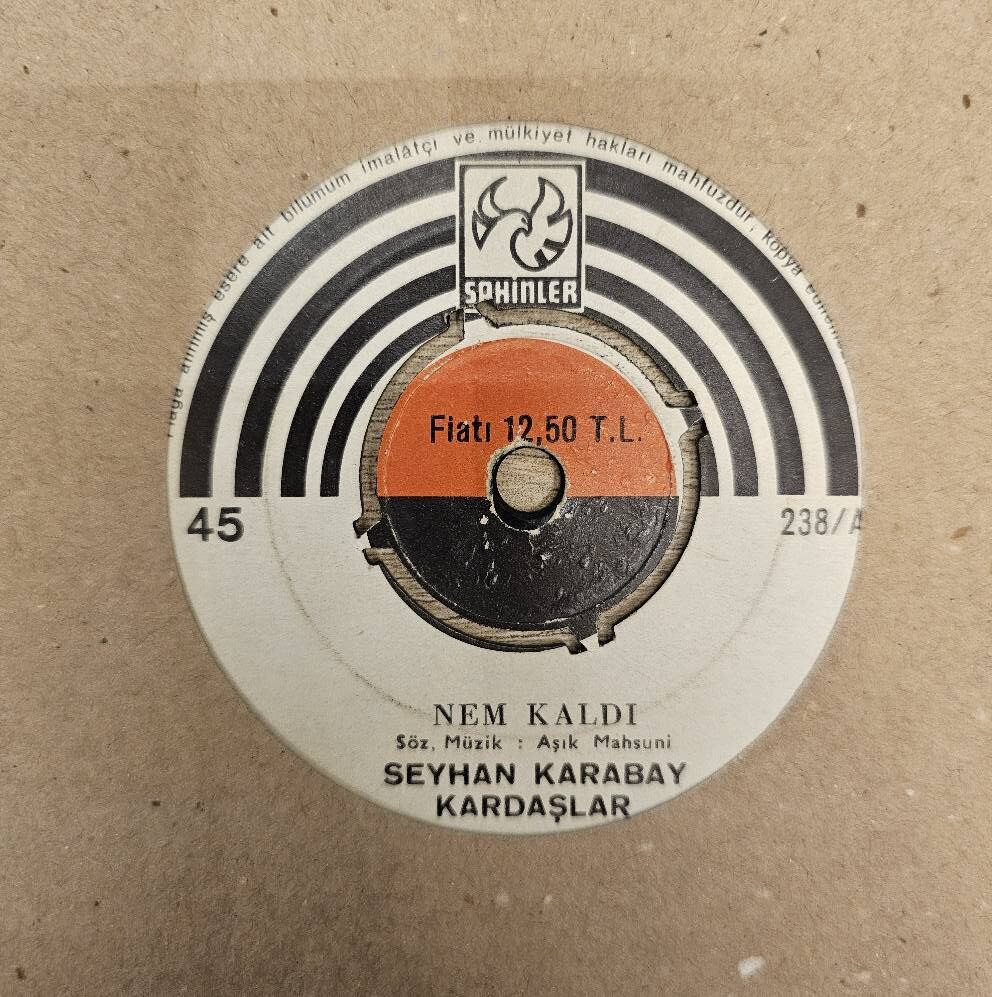 Plağa alınmış esere ait bilumum imalâtçı ve mülkiyet hakları mahfuzdur, kopya
ŞAHİNLER
Fiatı 12,50 T.L.
45
238/A
NEM KALDI
Söz, Müzik : Aşık Mahsuni
SEYHAN KARABAY
KARDAŞLAR